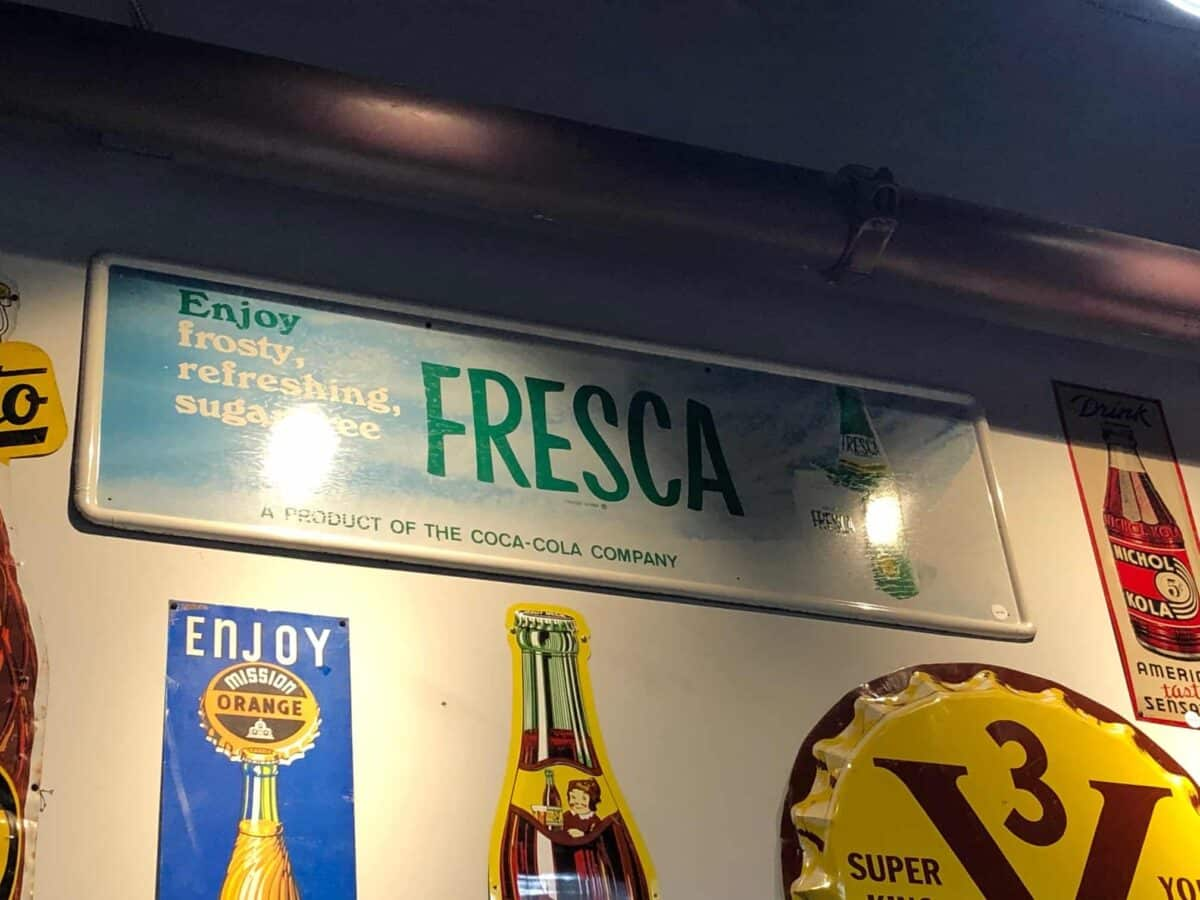 Enjoy
frosty,
refreshing,
FRESCA
A PRODUCT OF THE COCA-COLA COMPANY
FRESCA
ENJOY
MISSION
ORANGE
Drink
NICHOL
5¢
KOLA
3
V
SUPER